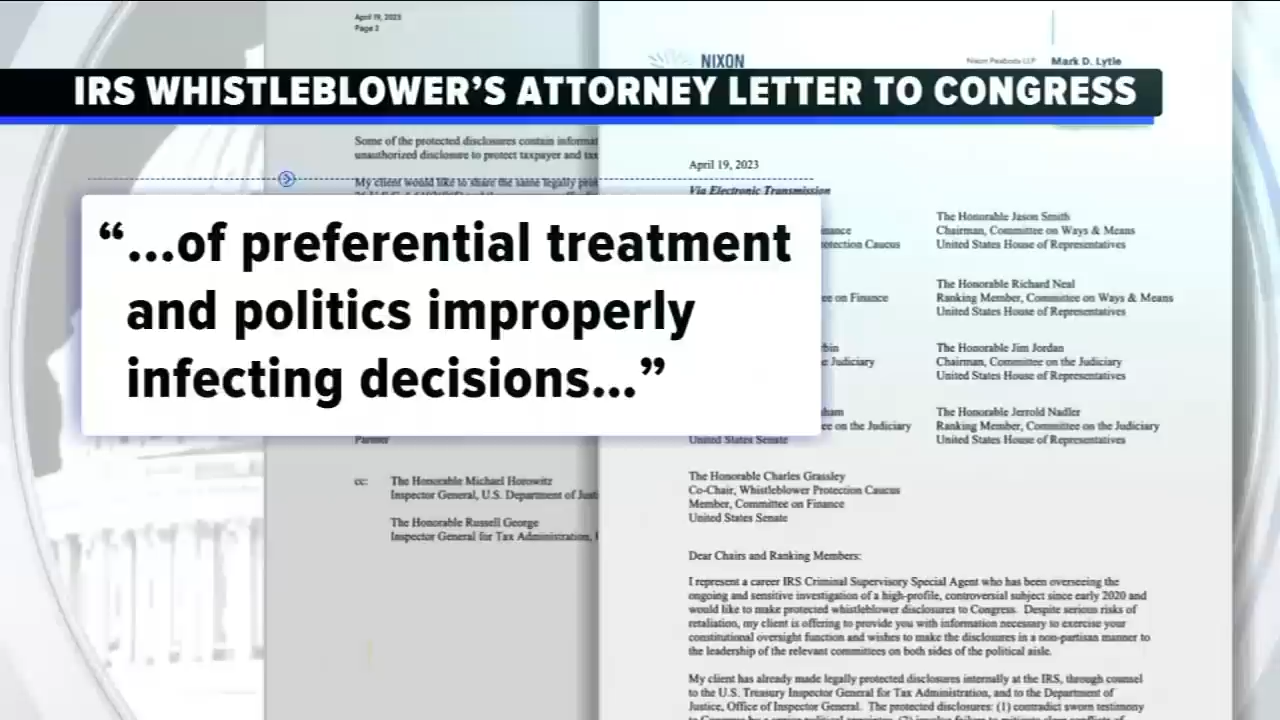 April 19, 2023
Page 2
NIXON
Nixon Peabody LLP
Mark D. Lytle
IRS WHISTLEBLOWER'S ATTORNEY LETTER TO CONGRESS
Some of the protected disclosures contain
unauthorized disclosure to protect taxpayer and
My client would like to share the same legally
“...of preferential treatment
and politics improperly
infecting decisions...”
Partner
cc: The Honorable Michael Horowitz
Inspector General, U.S. Department of
The Honorable Russell George
Inspector General for Tax Administration,
April 19, 2023
Via Electronic Transmission
Caucus
The Honorable Jason Smith
Chairman, Committee on Ways & Means
United States House of Representatives
on Finance
The Honorable Richard Neal
Ranking Member, Committee on Ways & Means
United States House of Representatives
Judiciary
The Honorable Jim Jordan
Chairman, Committee on the Judiciary
United States House of Representatives
on the Judiciary
United States Senate
The Honorable Jerrold Nadler
Ranking Member, Committee on the Judiciary
United States House of Representatives
The Honorable Charles Grassley
Co-Chair, Whistleblower Protection Caucus
Member, Committee on Finance
United States Senate
Dear Chairs and Ranking Members:
I represent a career IRS Criminal Supervisory Special Agent who has been overseeing the
ongoing and sensitive investigation of a high-profile, controversial subject since early 2020 and
would like to make protected whistleblower disclosures to Congress. Despite serious risks of
retaliation, my client is offering to provide you with information necessary to exercise your
constitutional oversight function and wishes to make the disclosures in a non-partisan manner to
the leadership of the relevant committees on both sides of the political aisle.
My client has already made legally protected disclosures internally at the IRS, through counsel
to the U.S. Treasury Inspector General for Tax Administration, and to the Department of
Justice, Office of Inspector General. The protected disclosures: (1) contradict sworn testimony